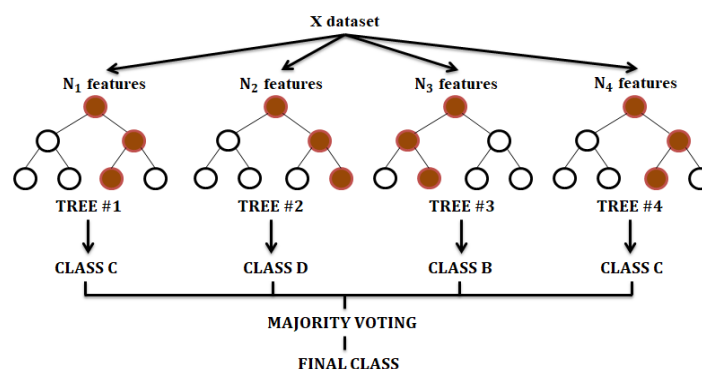 X dataset
N₁ features N₂ features N₃ features N₄ features
TREE #1 TREE #2 TREE #3 TREE #4
CLASS C CLASS D CLASS B CLASS C
MAJORITY VOTING
FINAL CLASS